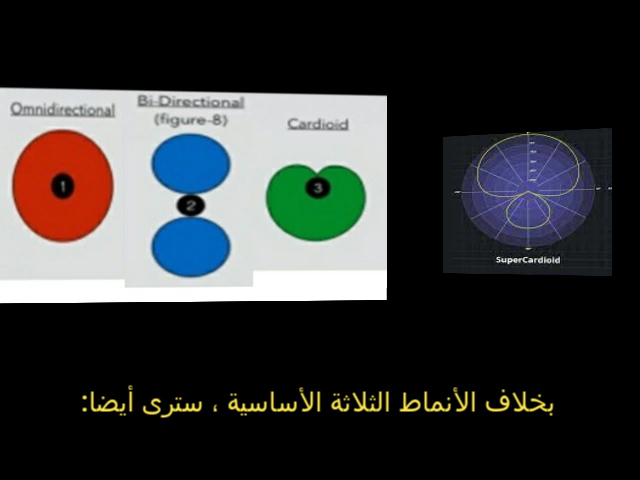 Omnidirectional
Bi-Directional
(figure-8)
Cardioid
1
2
3
SuperCardioid
بخلاف الأنماط الثلاثة الأساسية ، سترى أيضا: